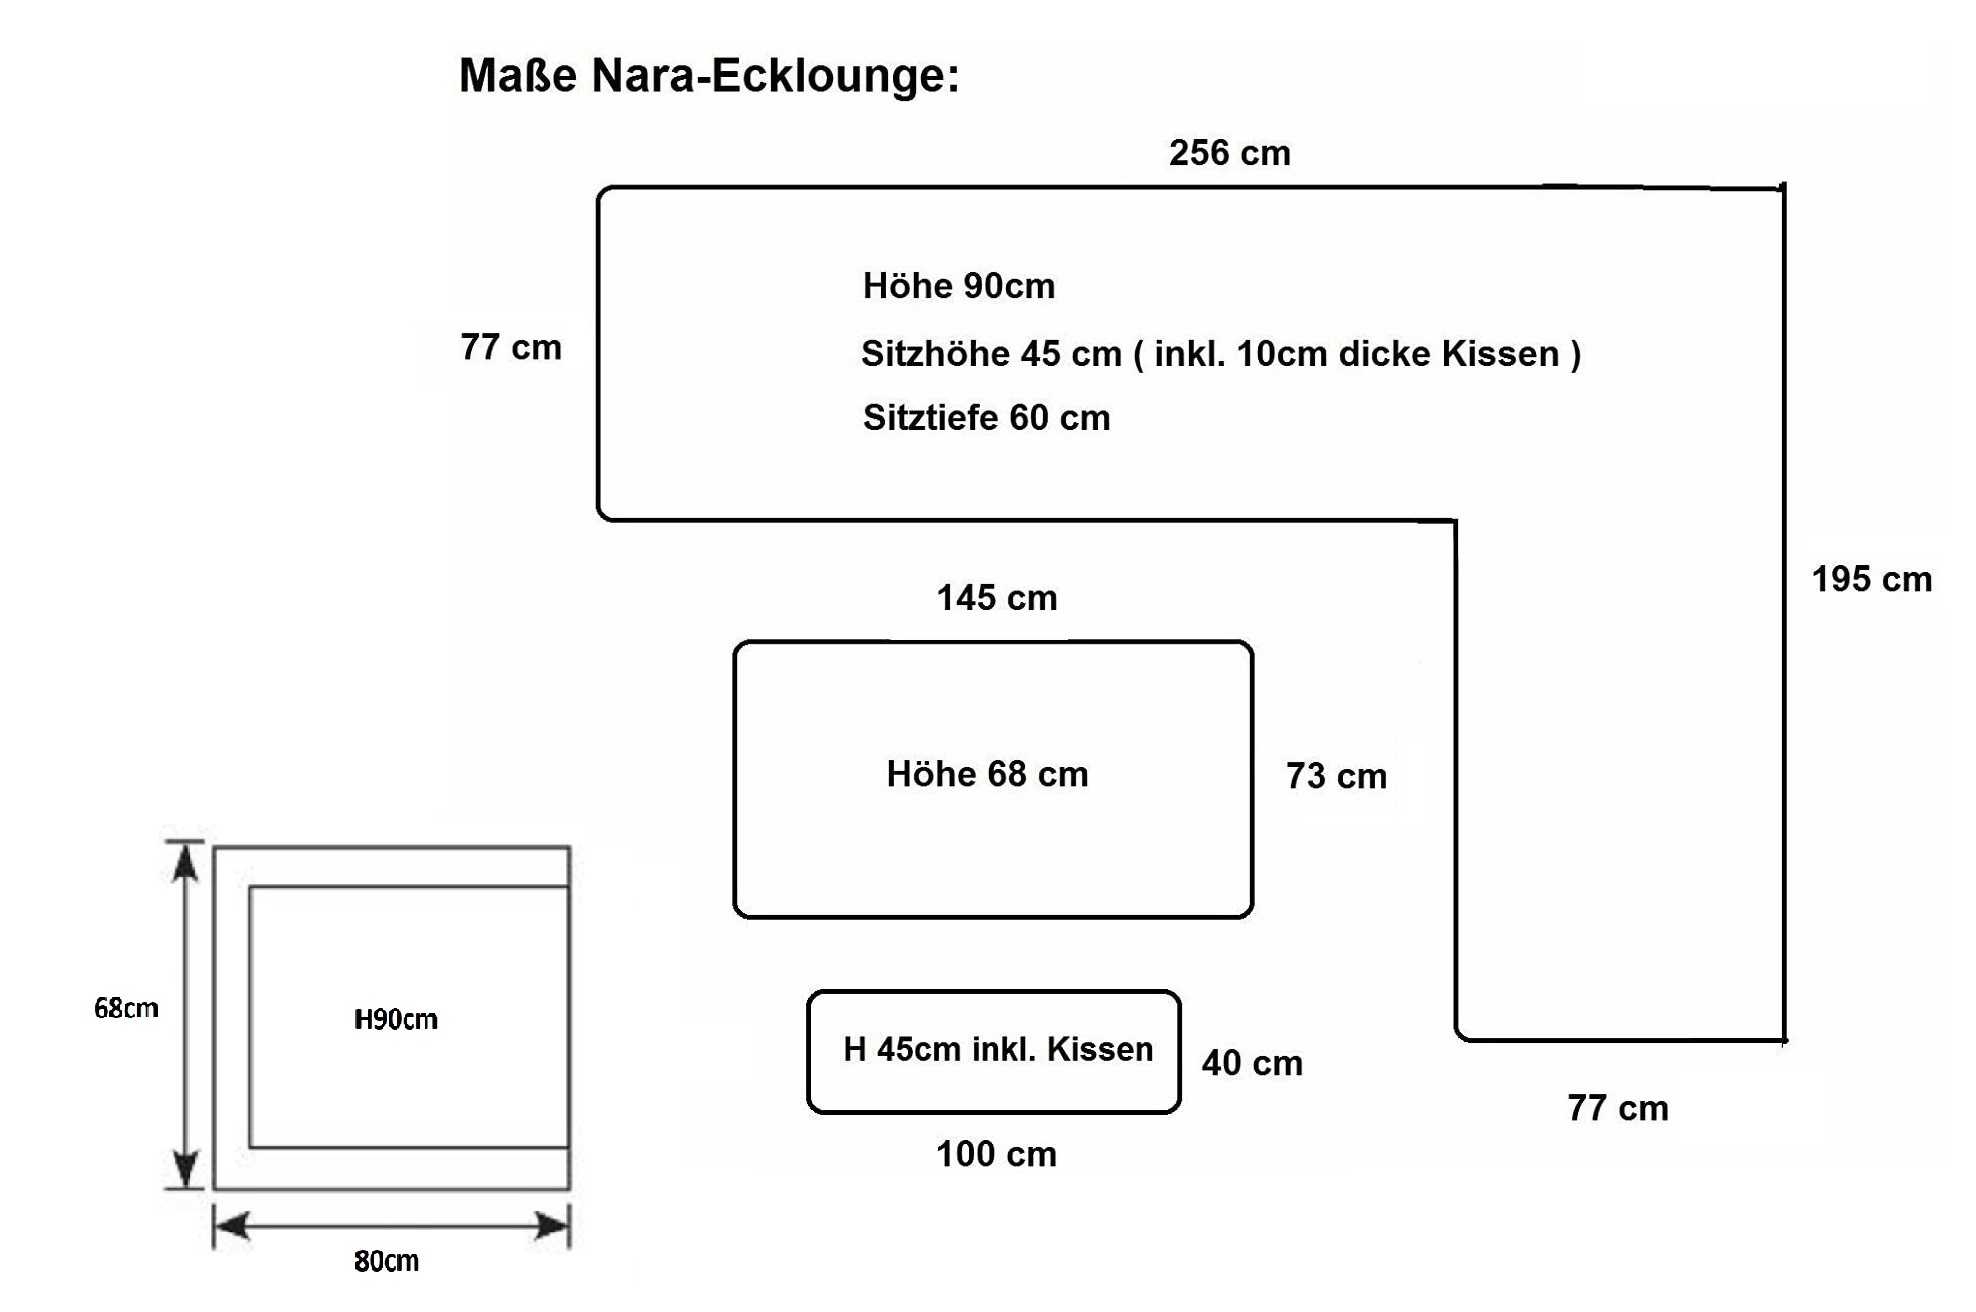 Maße Nara-Ecklounge:
256 cm
Höhe 90cm
77 cm
Sitzhöhe 45 cm ( inkl. 10cm dicke Kissen )
Sitztiefe 60 cm
195 cm
145 cm
Höhe 68 cm
73 cm
68cm
H90cm
H 45cm inkl. Kissen
40 cm
77 cm
100 cm
80cm